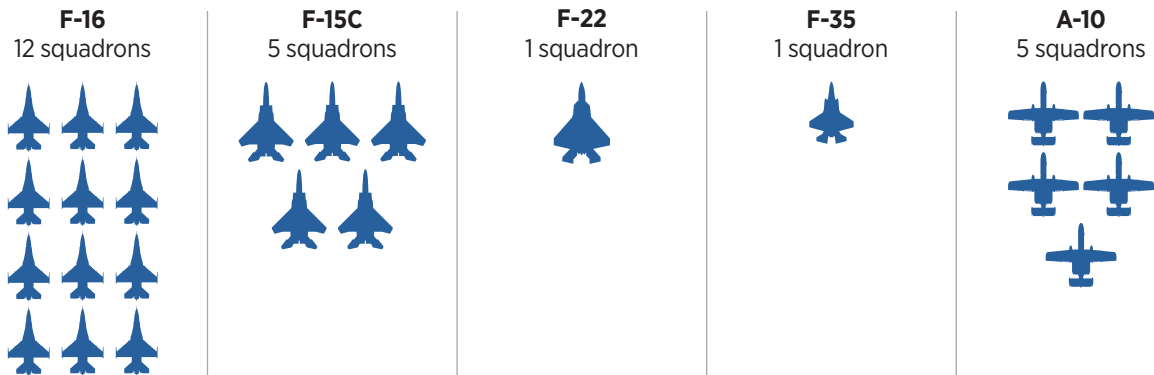 F-16
12 squadrons
F-15C
5 squadrons
F-22
1 squadron
F-35
1 squadron
A-10
5 squadrons